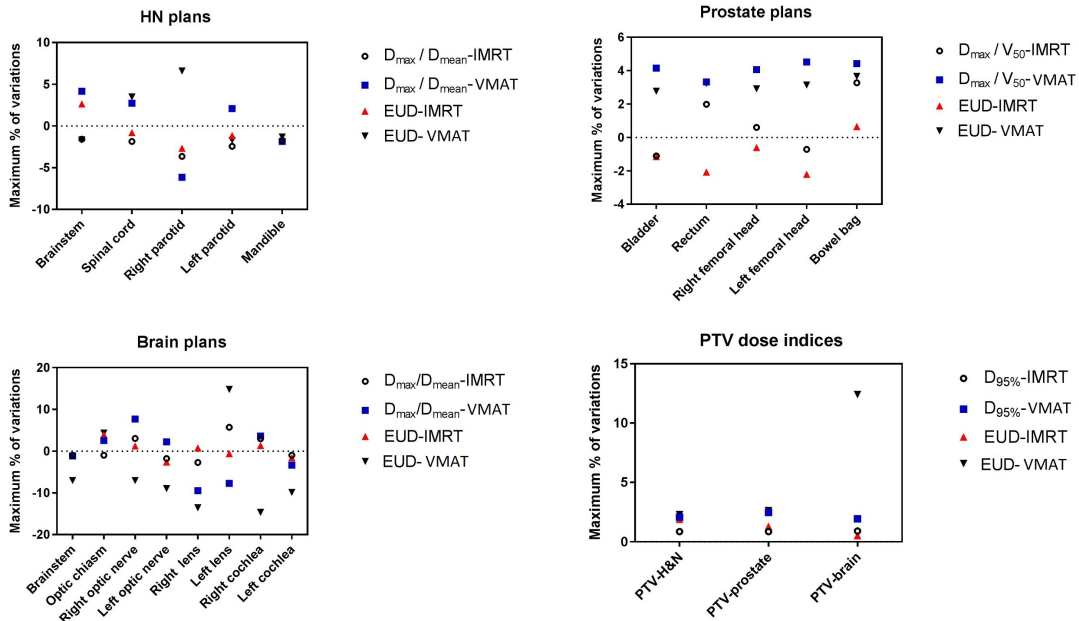 HN plans
Maximum % of variations
10
5
0
-5
-10
Brainstem
Spinal cord
Right parotid
Left parotid
Mandible
Dmax / Dmean-IMRT
Dmax / Dmean-VMAT
EUD-IMRT
EUD- VMAT
Prostate plans
Maximum % of variations
6
4
2
0
-2
-4
Bladder
Rectum
Right femoral head
Left femoral head
Bowel bag
Dmax / V50-IMRT
Dmax / V50-VMAT
EUD-IMRT
EUD- VMAT
Brain plans
Maximum % of variations
20
10
0
-10
-20
Brainstem
Optic chiasm
Right optic nerve
Left optic nerve
Right lens
Left lens
Right cochlea
Left cochlea
Dmax/Dmean-IMRT
Dmax/Dmean-VMAT
EUD-IMRT
EUD- VMAT
PTV dose indices
Maximum % of variations
15
10
5
0
PTV-H&N
PTV-prostate
PTV-brain
D95%-IMRT
D95%-VMAT
EUD-IMRT
EUD- VMAT